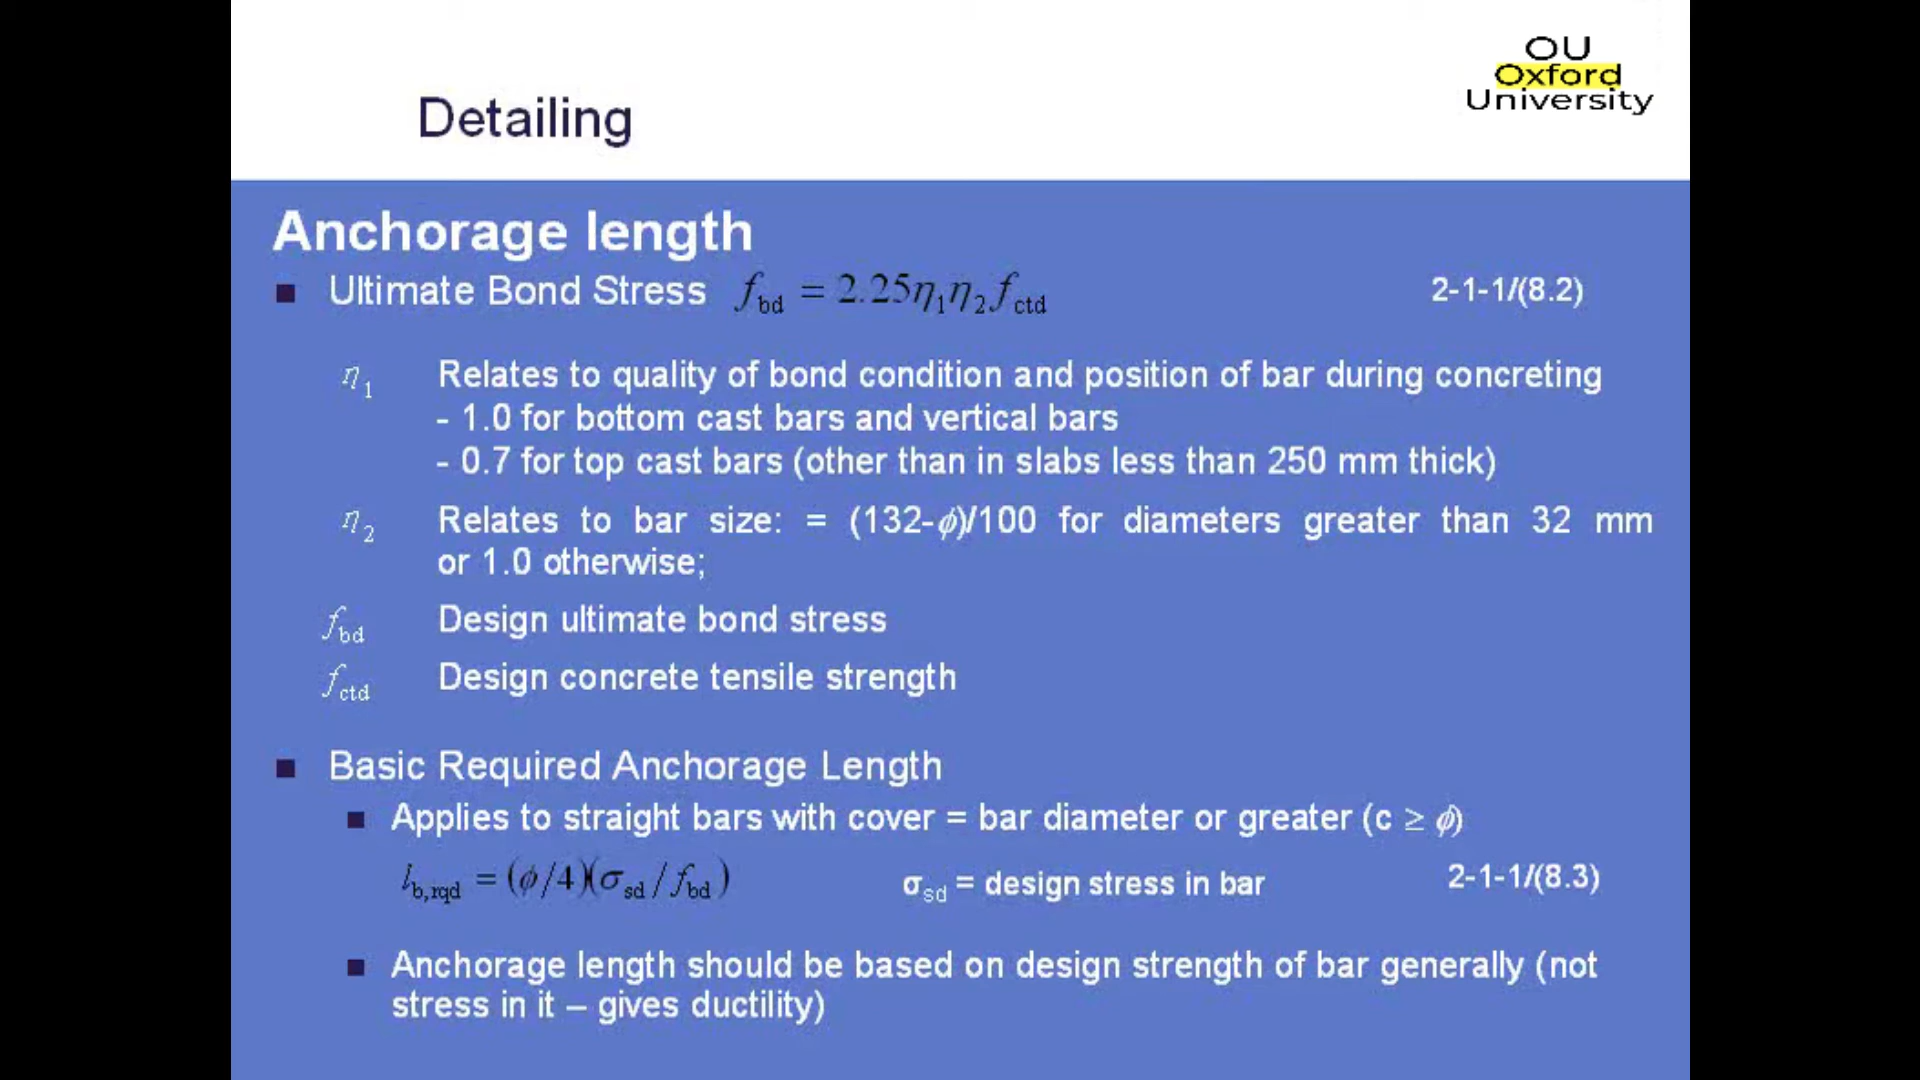 OU
Oxford
University
Detailing
Anchorage length
■ Ultimate Bond Stress f_bd = 2.25η₁η₂f_ctd 2-1-1/(8.2)
η₁ Relates to quality of bond condition and position of bar during concreting
- 1.0 for bottom cast bars and vertical bars
- 0.7 for top cast bars (other than in slabs less than 250 mm thick)
η₂ Relates to bar size: = (132-ϕ)/100 for diameters greater than 32 mm
or 1.0 otherwise;
f_bd Design ultimate bond stress
f_ctd Design concrete tensile strength
■ Basic Required Anchorage Length
■ Applies to straight bars with cover = bar diameter or greater (c ≥ ϕ)
l_b,rqd = (ϕ/4)(σ_sd/f_bd) σ_sd = design stress in bar 2-1-1/(8.3)
■ Anchorage length should be based on design strength of bar generally (not
stress in it – gives ductility)